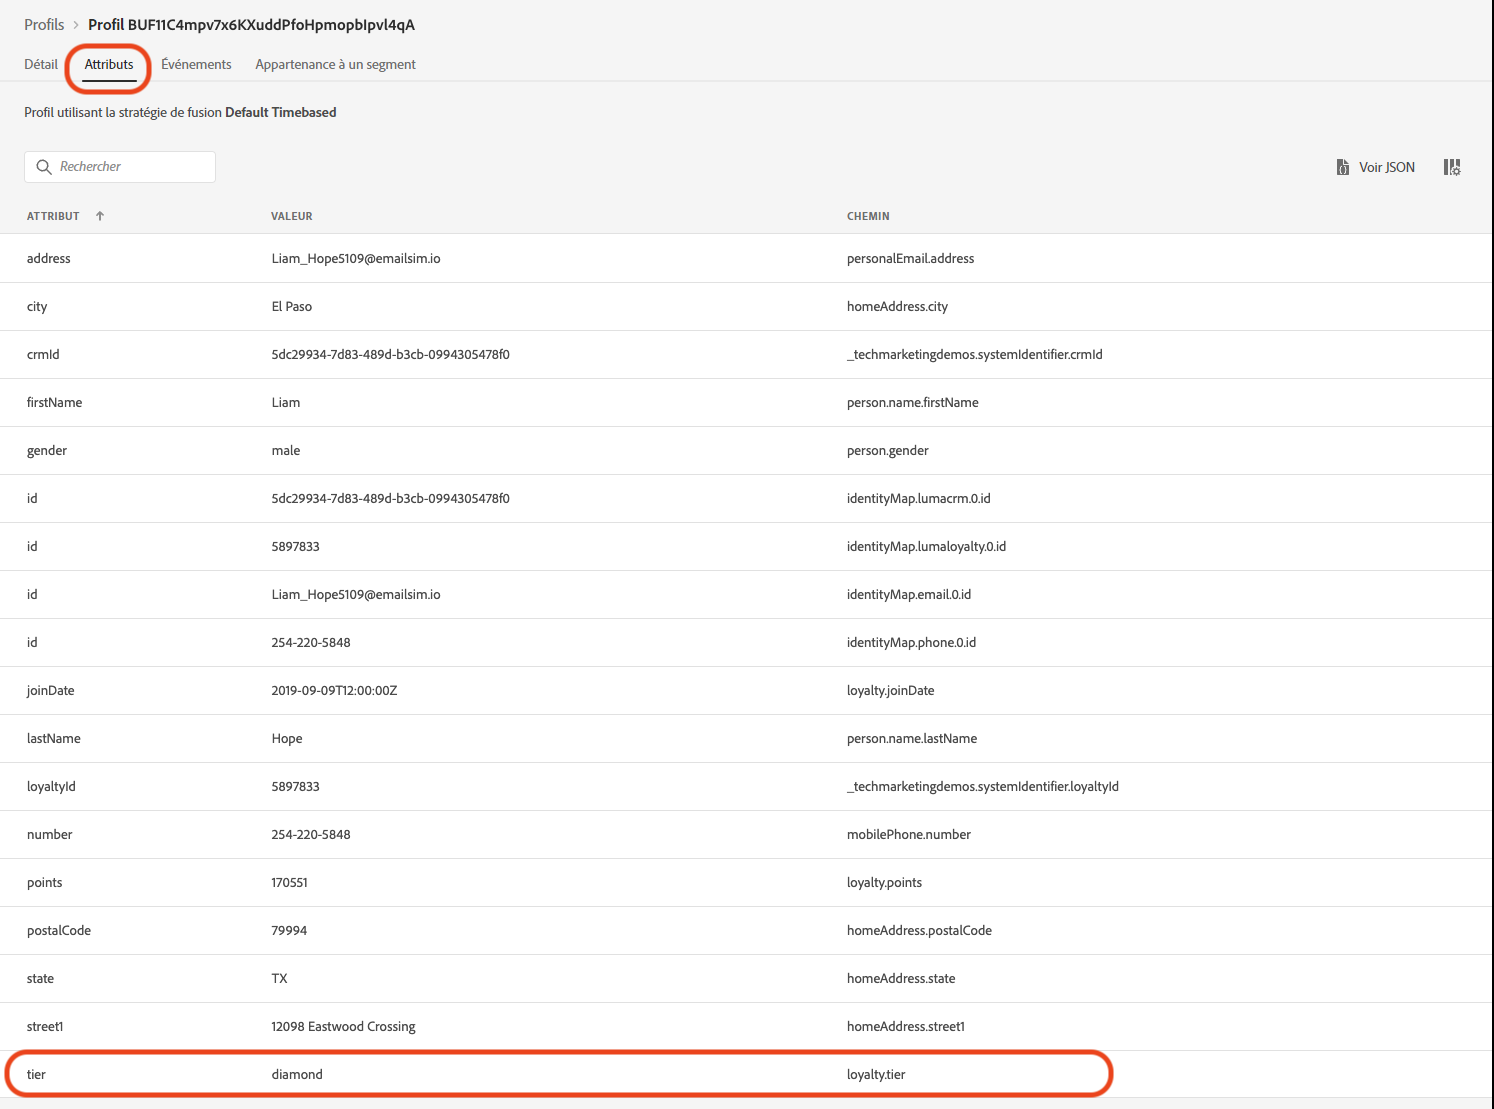 Profils > Profil BUF11C4mpv7x6KXuddPfoHpmopbIpvl4qA
Détail Attributs Événements Appartenance à un segment
Profil utilisant la stratégie de fusion Default Timebased
Rechercher Voir JSON
ATTRIBUT VALEUR CHEMIN
address Liam_Hope5109@emailsim.io personalEmail.address
city El Paso homeAddress.city
crmId 5dc29934-7d83-489d-b3cb-0994305478f0 _techmarketingdemos.systemIdentifier.crmId
firstName Liam person.name.firstName
gender male person.gender
id 5dc29934-7d83-489d-b3cb-0994305478f0 identityMap.lumacrm.0.id
id 5897833 identityMap.lumaloyalty.0.id
id Liam_Hope5109@emailsim.io identityMap.email.0.id
id 254-220-5848 identityMap.phone.0.id
joinDate 2019-09-09T12:00:00Z loyalty.joinDate
lastName Hope person.name.lastName
loyaltyId 5897833 _techmarketingdemos.systemIdentifier.loyaltyId
number 254-220-5848 mobilePhone.number
points 170551 loyalty.points
postalCode 79994 homeAddress.postalCode
state TX homeAddress.state
street1 12098 Eastwood Crossing homeAddress.street1
tier diamond loyalty.tier